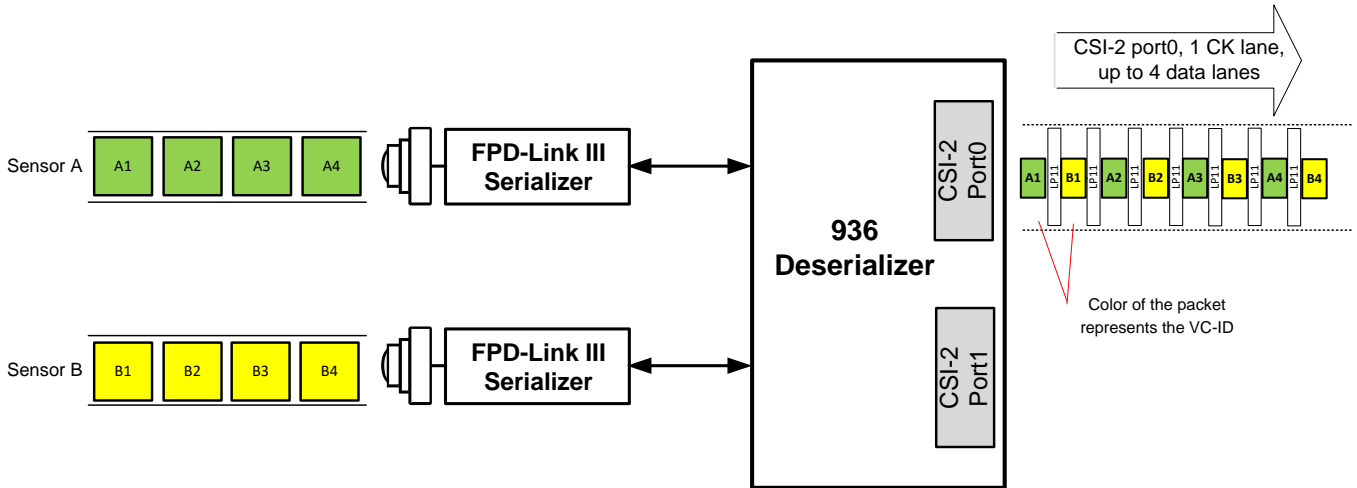 CSI-2 port0, 1 CK lane,
up to 4 data lanes
Sensor A
A1 A2 A3 A4
FPD-Link III
Serializer
CSI-2
Port0
A1 LP11 B1 LP11 A2 LP11 B2 LP11 A3 LP11 B3 LP11 A4 LP11 B4
936
Deserializer
Color of the packet
represents the VC-ID
Sensor B
B1 B2 B3 B4
FPD-Link III
Serializer
CSI-2
Port1